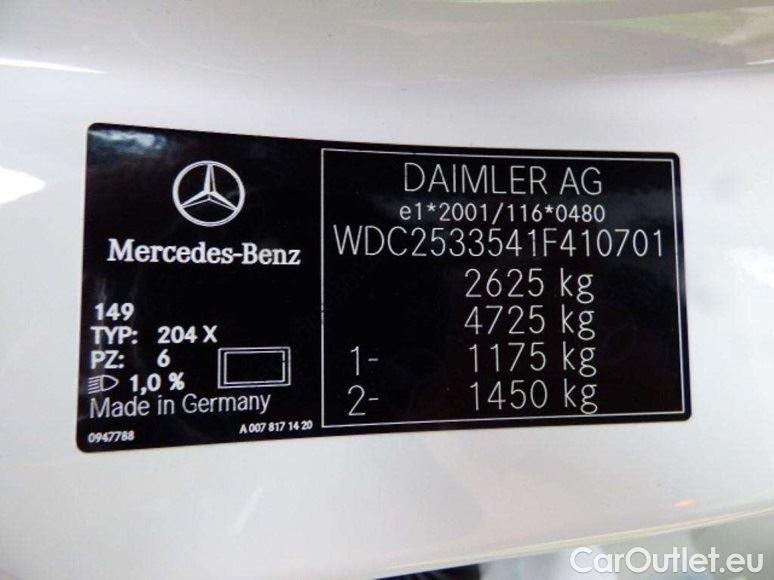 Mercedes-Benz
149
TYP: 204 X
PZ: 6
1,0 %
Made in Germany
0947788
A 007 817 14 20
DAIMLER AG
e1*2001/116*0480
WDC2533541F410701
2625 kg
4725 kg
1- 1175 kg
2- 1450 kg
CarOutlet.eu